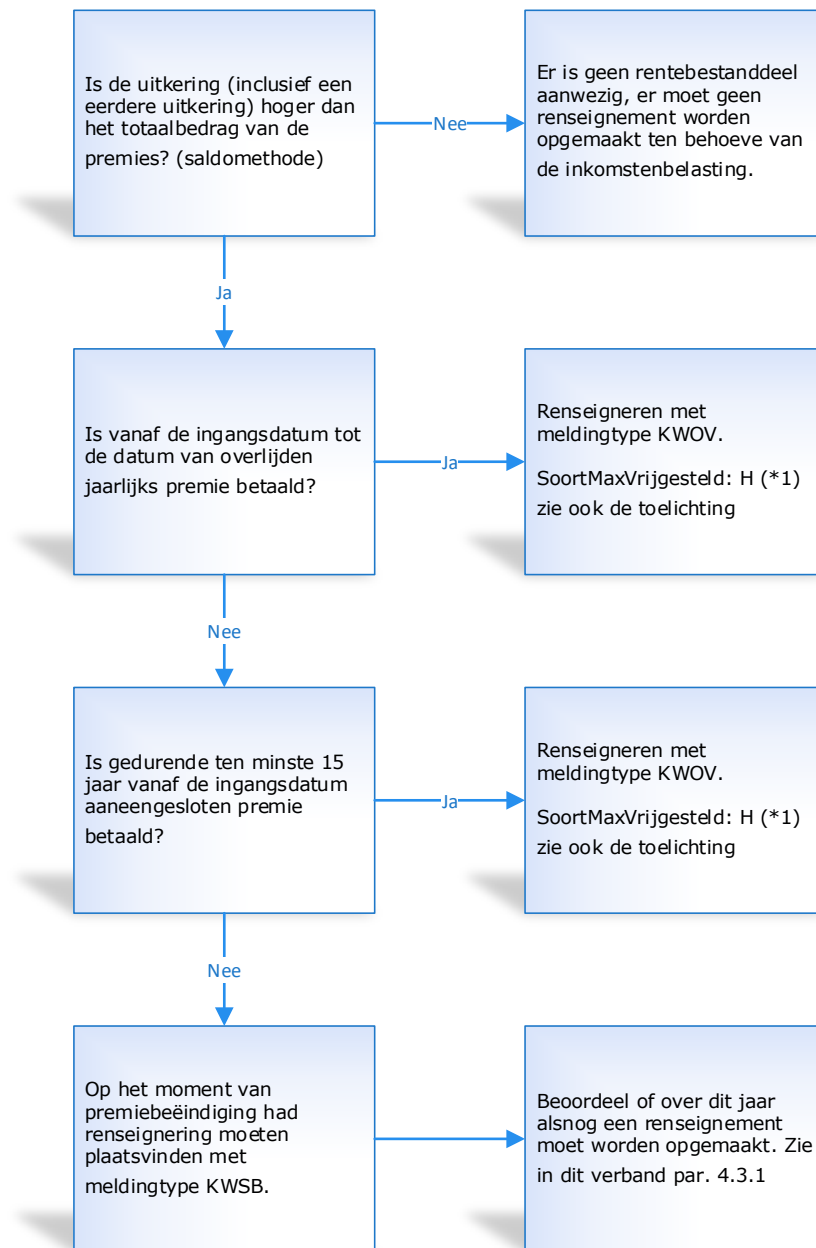 Is de uitkering (inclusief een
eerdere uitkering) hoger dan
het totaalbedrag van de
premies? (saldomethode)
Nee
Er is geen rentebestanddeel
aanwezig, er moet geen
renseignement worden
opgemaakt ten behoeve van
de inkomstenbelasting.
Ja
Is vanaf de ingangsdatum tot
de datum van overlijden
jaarlijks premie betaald?
Ja
Renseigneren met
meldingtype KWOV.
SoortMaxVrijgesteld: H (*1)
zie ook de toelichting
Nee
Is gedurende ten minste 15
jaar vanaf de ingangsdatum
aaneengesloten premie
betaald?
Ja
Renseigneren met
meldingtype KWOV.
SoortMaxVrijgesteld: H (*1)
zie ook de toelichting
Nee
Op het moment van
premiebeëindiging had
renseignering moeten
plaatsvinden met
meldingtype KWSB.
Beoordeel of over dit jaar
alsnog een renseignement
moet worden opgemaakt. Zie
in dit verband par. 4.3.1